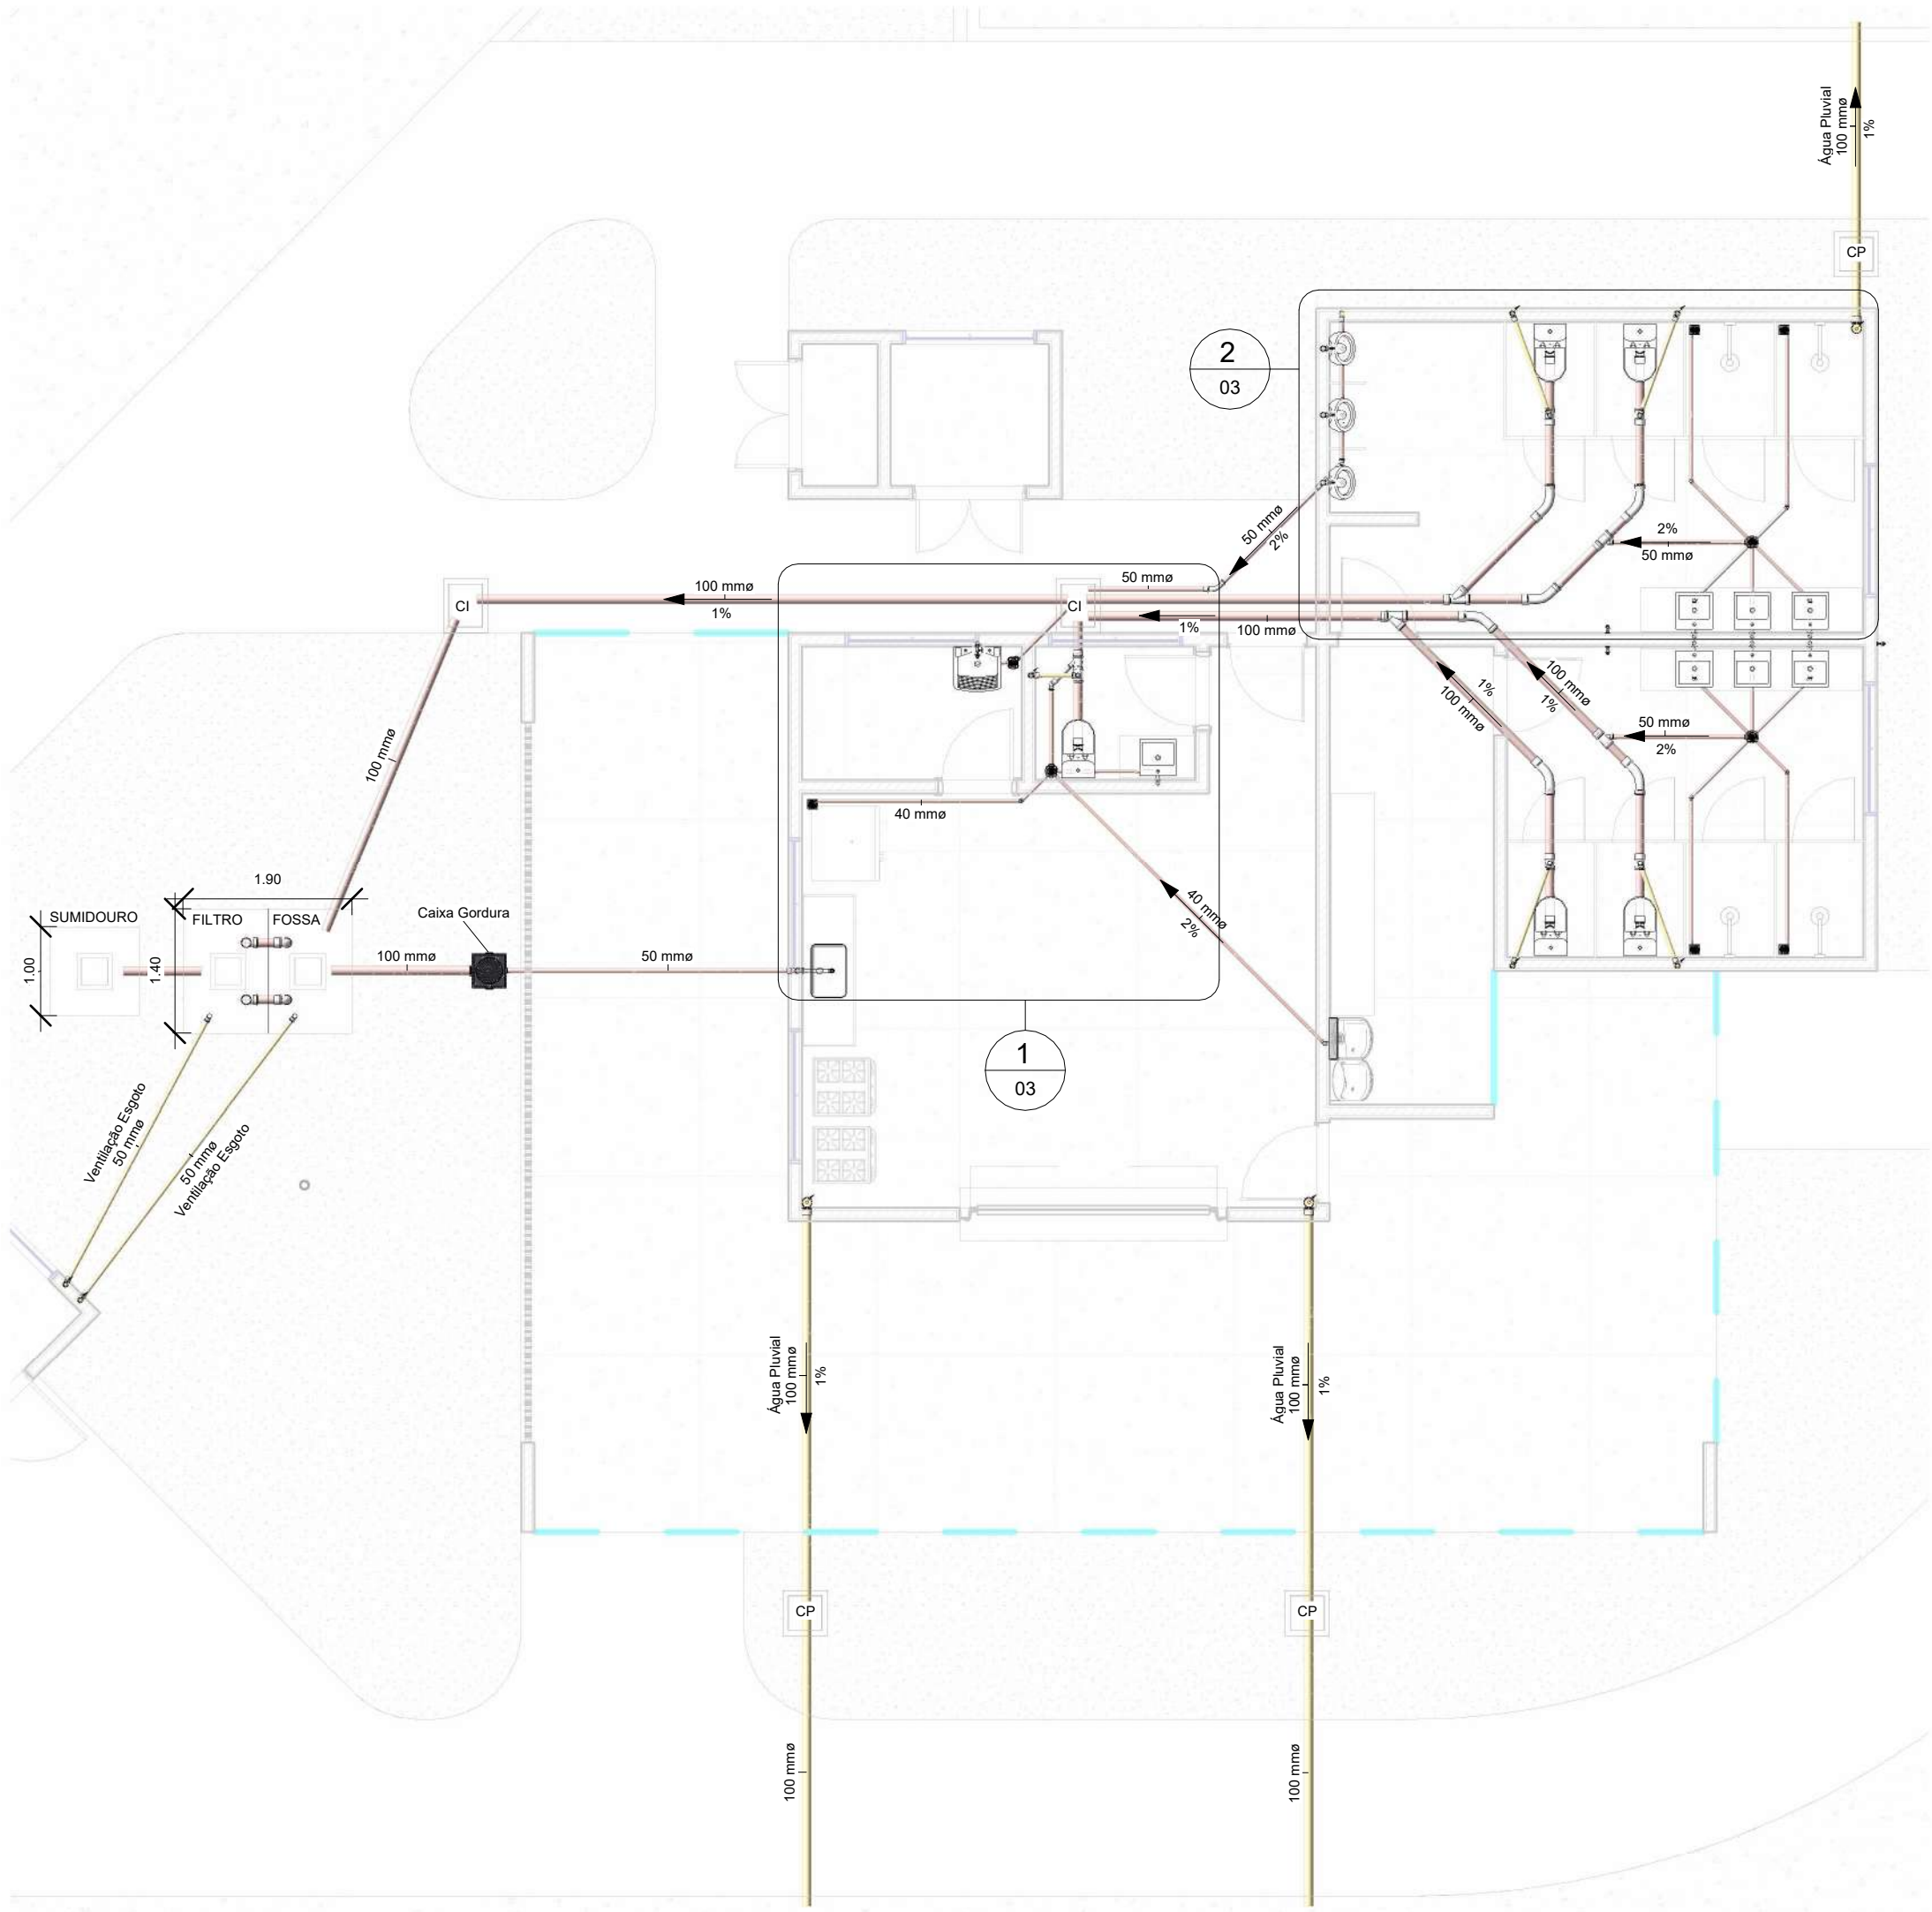 Água Pluvial
100 mmø
1%
CP
2
03
50 mmø
2%
2%
50 mmø
100 mmø
1%
CI
50 mmø
CI
1%
100 mmø
1%
100 mmø
100 mmø
1%
50 mmø
2%
100 mmø
40 mmø
40 mmø
2%
1.90
SUMIDOURO
FILTRO
FOSSA
Caixa Gordura
1.00
1.40
100 mmø
50 mmø
1
03
Ventilação Esgoto
50 mmø
50 mmø
Ventilação Esgoto
Água Pluvial
100 mmø
1%
Água Pluvial
100 mmø
1%
CP
CP
100 mmø
100 mmø